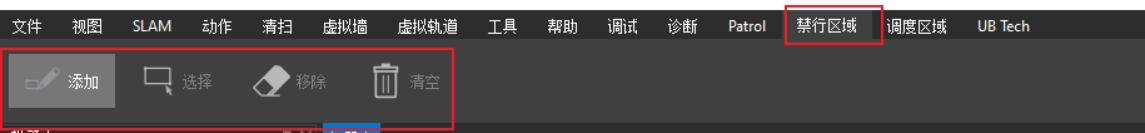 文件 视图 SLAM 动作 清扫 虚拟墙 虚拟轨道 工具 帮助 调试 诊断 Patrol 禁行区域 调度区域 UB Tech
添加 选择 移除 清空